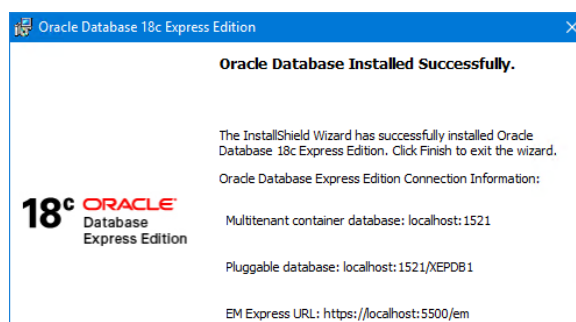 Oracle Database 18c Express Edition
Oracle Database Installed Successfully.
The InstallShield Wizard has successfully installed Oracle
Database 18c Express Edition. Click Finish to exit the wizard.
Oracle Database Express Edition Connection Information:
18c ORACLE
Database
Express Edition
Multitenant container database: localhost:1521
Pluggable database: localhost:1521/XEPDB1
EM Express URL: https://localhost:5500/em